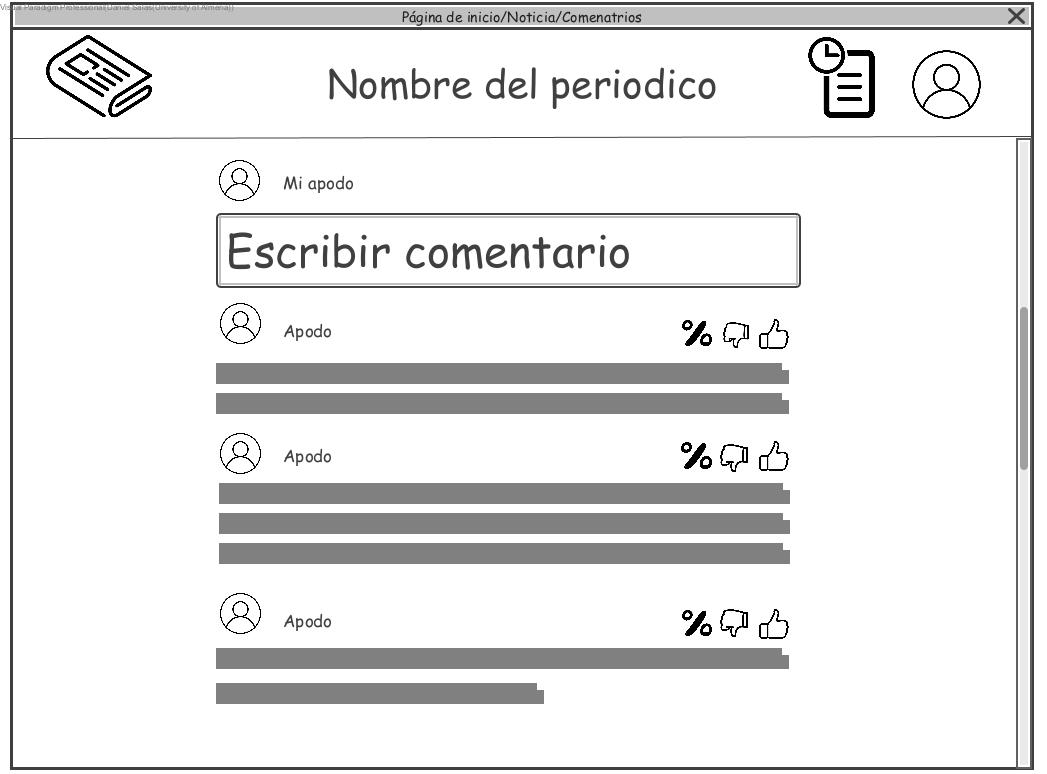 Visual Paradigm Professional(Daniel Salas(University of Almeria))
Página de inicio/Noticia/Comenatrios
Nombre del periodico
Mi apodo
Escribir comentario
Apodo
%
Apodo
%
Apodo
%